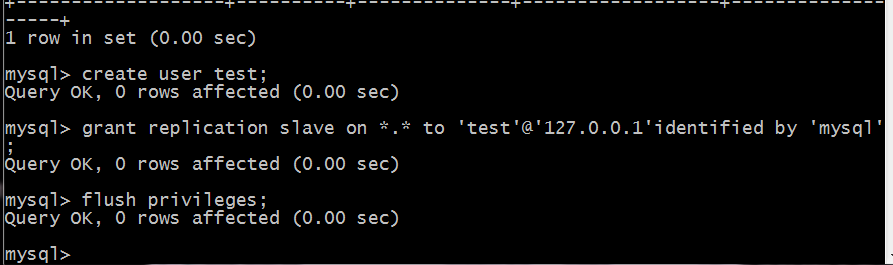 +--------------------+----------+--------------+------------------+--------------
-----+
1 row in set (0.00 sec)
mysql> create user test;
Query OK, 0 rows affected (0.00 sec)
mysql> grant replication slave on *.* to 'test'@'127.0.0.1'identified by 'mysql'
;
Query OK, 0 rows affected (0.00 sec)
mysql> flush privileges;
Query OK, 0 rows affected (0.00 sec)
mysql>